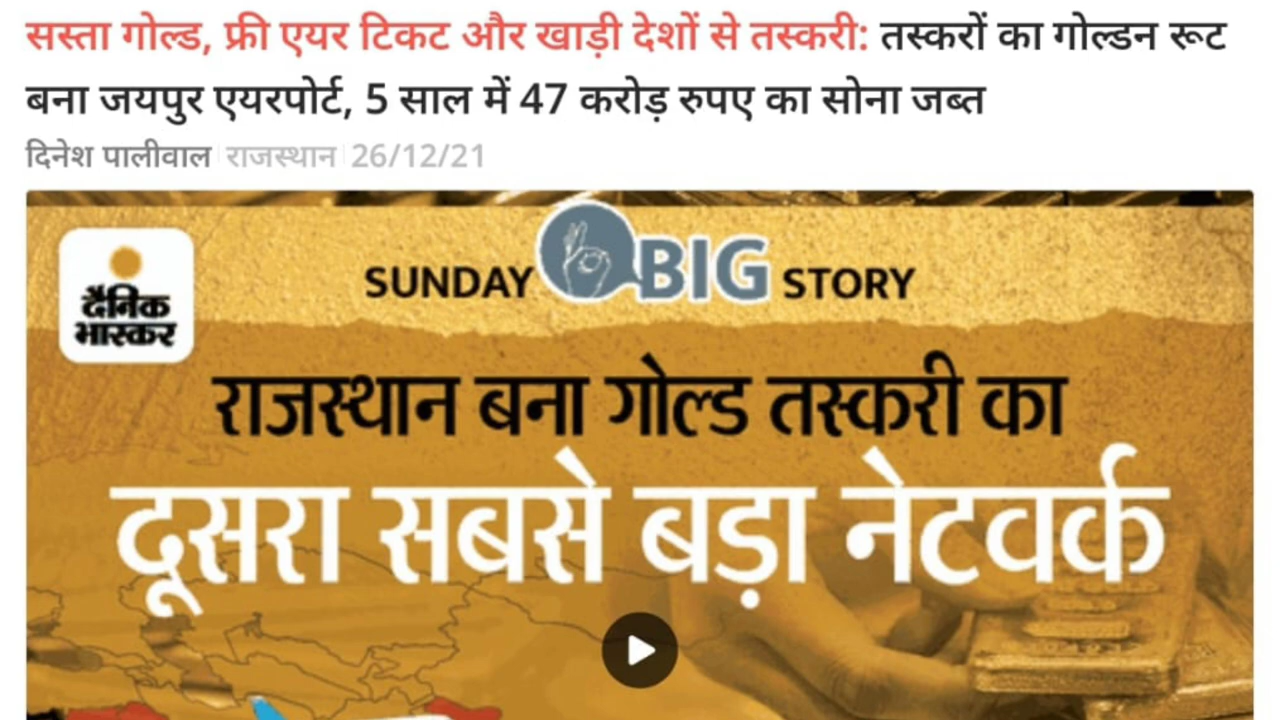 सस्ता गोल्ड, फ्री एयर टिकट और खाड़ी देशों से तस्करी: तस्करों का गोल्डन रूट
बना जयपुर एयरपोर्ट, 5 साल में 47 करोड़ रुपए का सोना जब्त
दिनेश पालीवाल राजस्थान 26/12/21
दैनिक
भास्कर
SUNDAY BIG STORY
राजस्थान बना गोल्ड तस्करी का
दूसरा सबसे बड़ा नेटवर्क